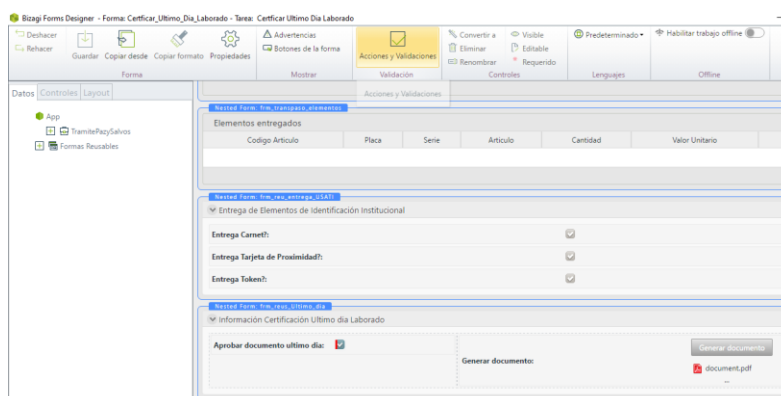 Bizagi Forms Designer - Forma: Certficar_Ultimo_Dia_Laborado - Tarea: Certficar Ultimo Dia Laborado
Deshacer
Rehacer
Guardar
Copiar desde
Copiar formato
Propiedades
Forma
Advertencias
Botones de la forma
Mostrar
Acciones y Validaciones
Validación
Convertir a
Eliminar
Renombrar
Visible
Editable
Requerido
Controles
Predeterminado
Lenguajes
Habilitar trabajo offline
Offline
Acciones y Validaciones
Datos Controles Layout
App
TramitePazySalvos
Formas Reusables
Nested Form: frm_transpaso_elementos
Elementos entregados
Codigo Articulo Placa Serie Articulo Cantidad Valor Unitario
Nested Form: frm_reu_entrega_USATI
Entrega de Elementos de Identificación Institucional
Entrega Carnet?:
Entrega Tarjeta de Proximidad?:
Entrega Token?:
Nested Form: frm_reus_Ultimo_dia
Información Certificación Ultimo dia Laborado
Aprobar documento ultimo dia:
Generar documento:
Generar documento
document.pdf
...